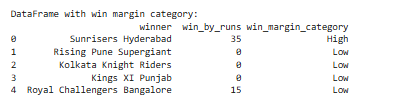 DataFrame with win margin category:
winner win_by_runs win_margin_category
0 Sunrisers Hyderabad 35 High
1 Rising Pune Supergiant 0 Low
2 Kolkata Knight Riders 0 Low
3 Kings XI Punjab 0 Low
4 Royal Challengers Bangalore 15 Low